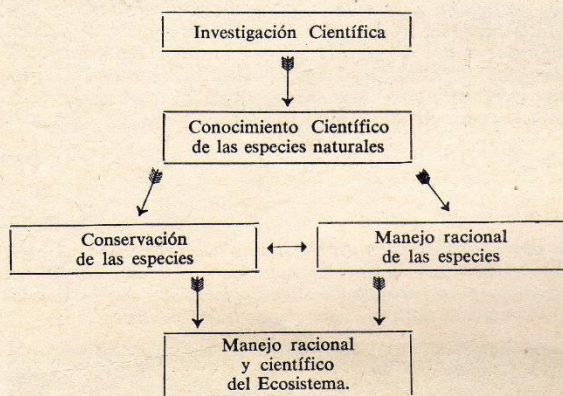 Investigación Científica
Conocimiento Científico
de las especies naturales
Conservación
de las especies
Manejo racional
de las especies
Manejo racional
y científico
del Ecosistema.